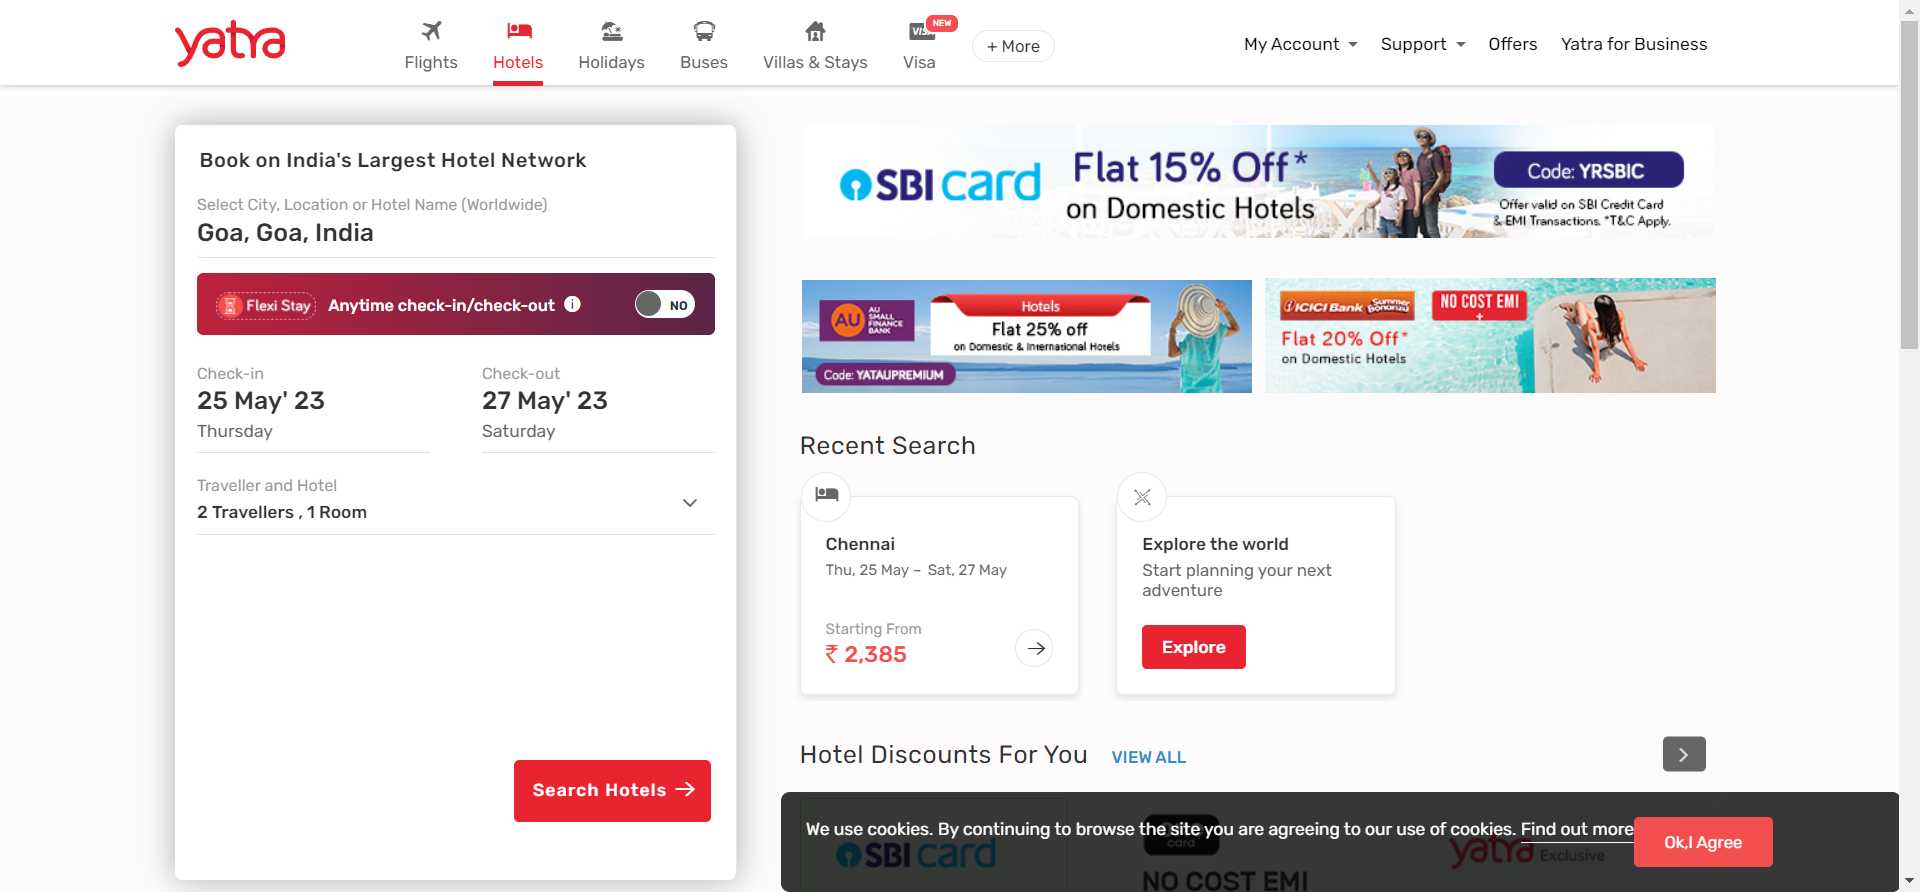 yatra
Flights
Hotels
Holidays
Buses
Villas & Stays
VISA
NEW
Visa
+ More
My Account
Support
Offers
Yatra for Business
Book on India's Largest Hotel Network
Select City, Location or Hotel Name (Worldwide)
Goa, Goa, India
Flexi Stay
Anytime check-in/check-out
i
NO
Check-in
25 May' 23
Thursday
Check-out
27 May' 23
Saturday
Traveller and Hotel
2 Travellers , 1 Room
Search Hotels
SBI card
Flat 15% Off*
on Domestic Hotels
Code: YRSBIC
Offer valid on SBI Credit Card
& EMI Transactions. *T&C Apply.
AU
AU
SMALL
FINANCE
BANK
Hotels
Flat 25% off
on Domestic & International Hotels
Code: YATAUPREMIUM
ICICI Bank
Summer
Bonanza
NO COST EMI
+
Flat 20% Off*
on Domestic Hotels
Recent Search
Chennai
Thu, 25 May - Sat, 27 May
Starting From
₹ 2,385
Explore the world
Start planning your next
adventure
Explore
Hotel Discounts For You
VIEW ALL
We use cookies. By continuing to browse the site you are agreeing to our use of cookies. Find out more
Ok,I Agree
SBI card
card
NO COST EMI
yatra Exclusive